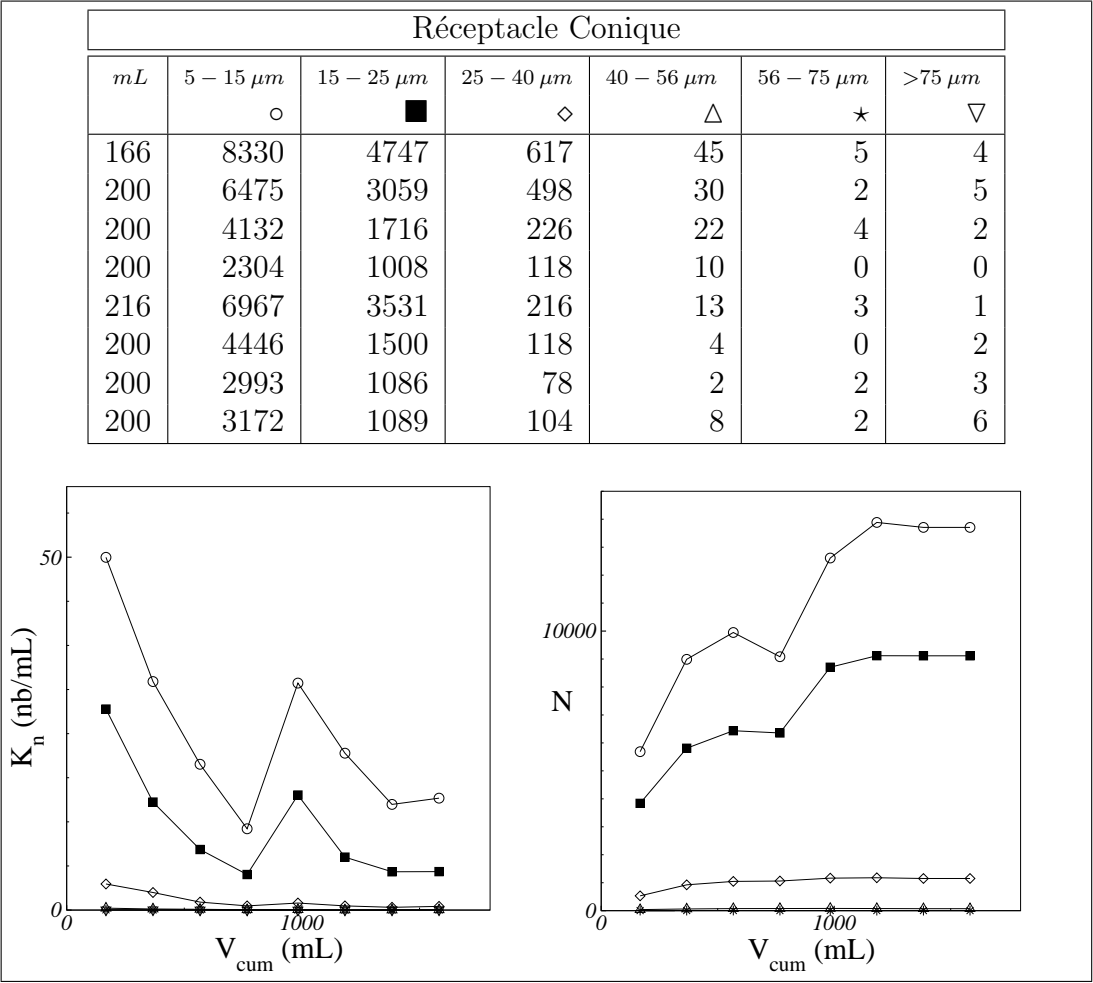 Réceptacle Conique
mL 5 − 15 μm 15 − 25 μm 25 − 40 μm 40 − 56 μm 56 − 75 μm >75 μm
○ ■ ◇ △ ⋆ ▽
166 8330 4747 617 45 5 4
200 6475 3059 498 30 2 5
200 4132 1716 226 22 4 2
200 2304 1008 118 10 0 0
216 6967 3531 216 13 3 1
200 4446 1500 118 4 0 2
200 2993 1086 78 2 2 3
200 3172 1089 104 8 2 6
50
K_n (nb/mL)
0
0 1000
V_cum (mL)
10000
N
0
0 1000
V_cum (mL)